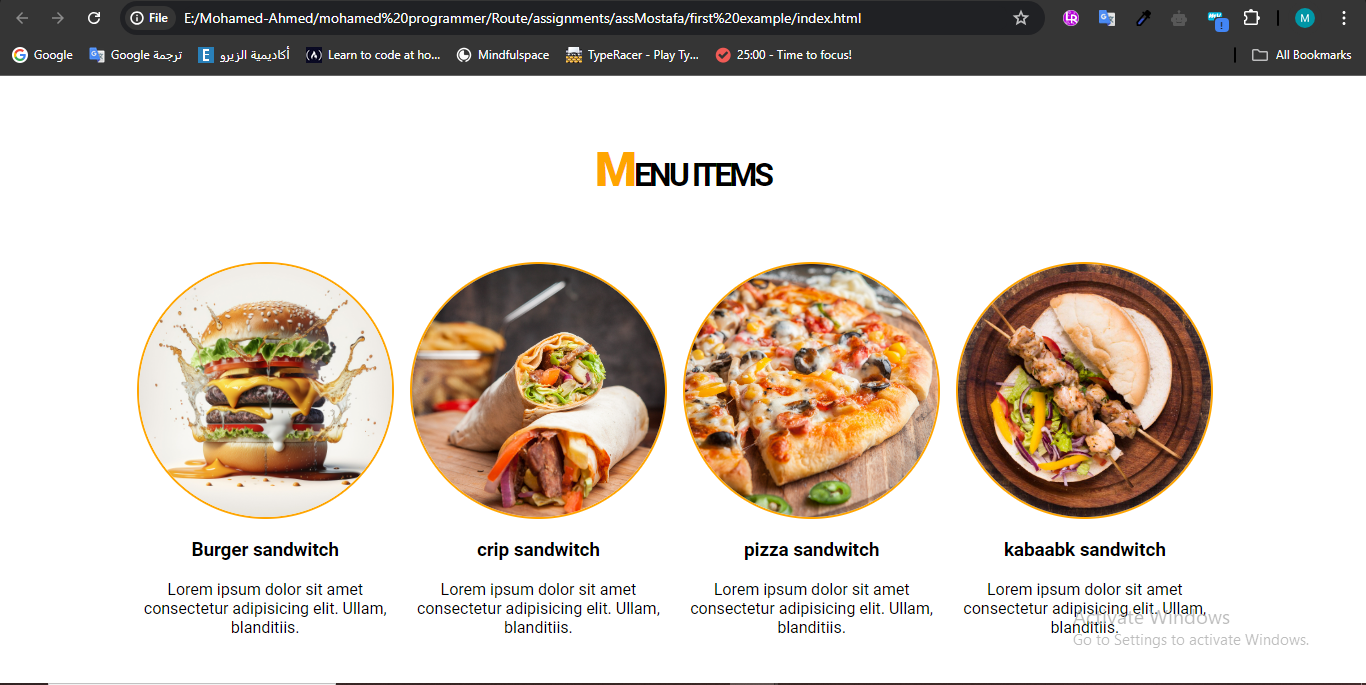 File E:/Mohamed-Ahmed/mohamed%20programmer/Route/assignments/assMostafa/first%20example/index.html M
Google ترجمة Google أكاديمية الزيرو Learn to code at ho... Mindfulspace TypeRacer - Play Ty... 25:00 - Time to focus! All Bookmarks
MENU ITEMS
Burger sandwitch crip sandwitch pizza sandwitch kabaabk sandwitch
Lorem ipsum dolor sit amet Lorem ipsum dolor sit amet Lorem ipsum dolor sit amet Lorem ipsum dolor sit amet
consectetur adipisicing elit. Ullam, consectetur adipisicing elit. Ullam, consectetur adipisicing elit. Ullam, consectetur adipisicing elit. Ullam,
blanditiis. blanditiis. blanditiis. blanditiis.
Activate Windows
Go to Settings to activate Windows.